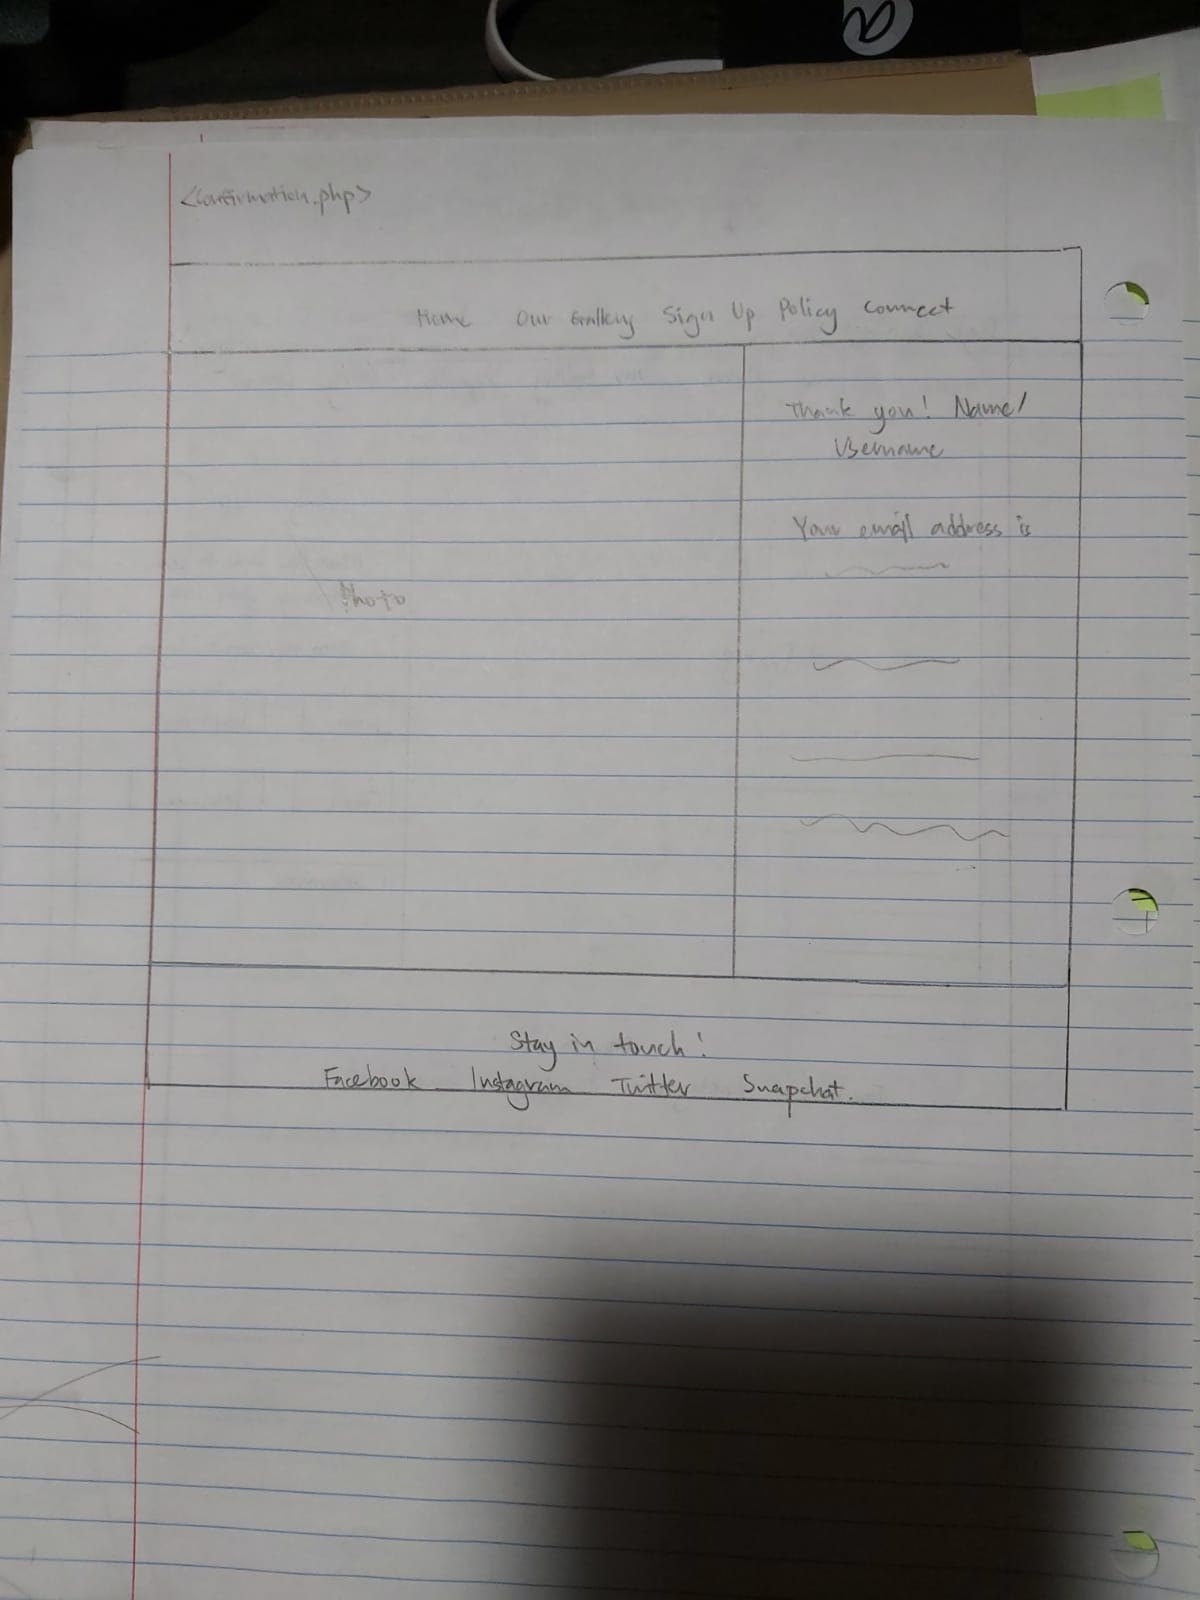 <Confirmation.php>
Home Our Gallery Sign Up Policy Connect
Thank you! Name/
Username
Your email address is
Photo
Stay in touch!
Facebook Instagram Twitter Snapchat.